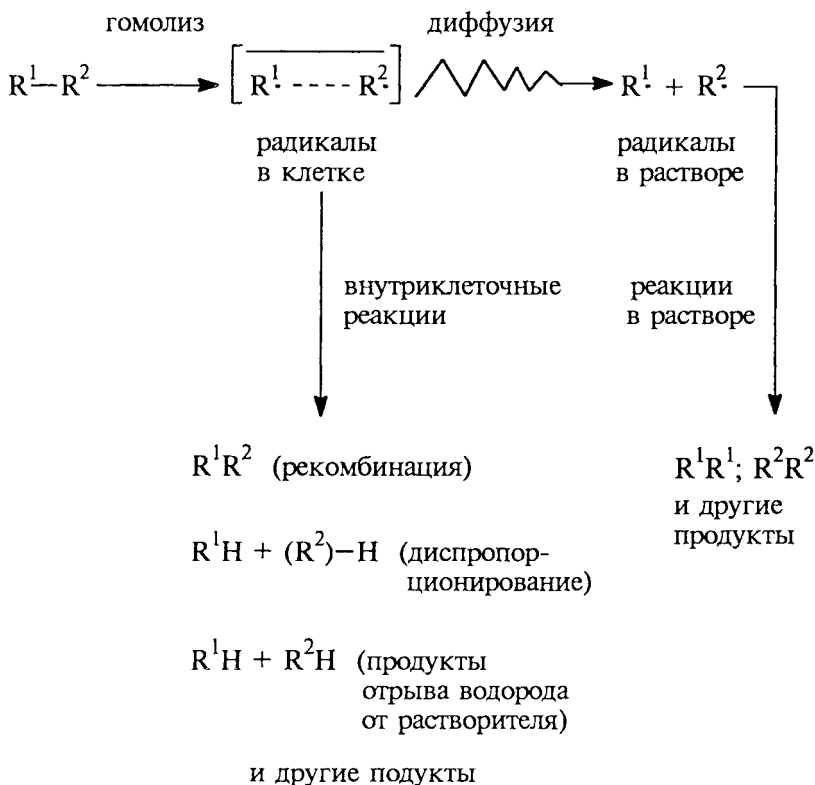 гомолиз диффузия
R¹—R² [R¹· ---- R²·] R¹· + R²·
радикалы радикалы
в клетке в растворе
внутриклеточные реакции
реакции в растворе
R¹R² (рекомбинация) R¹R¹; R²R²
и другие
продукты
R¹H + (R²)—H (диспропор-
ционирование)
R¹H + R²H (продукты
отрыва водорода
от растворителя)
и другие подукты